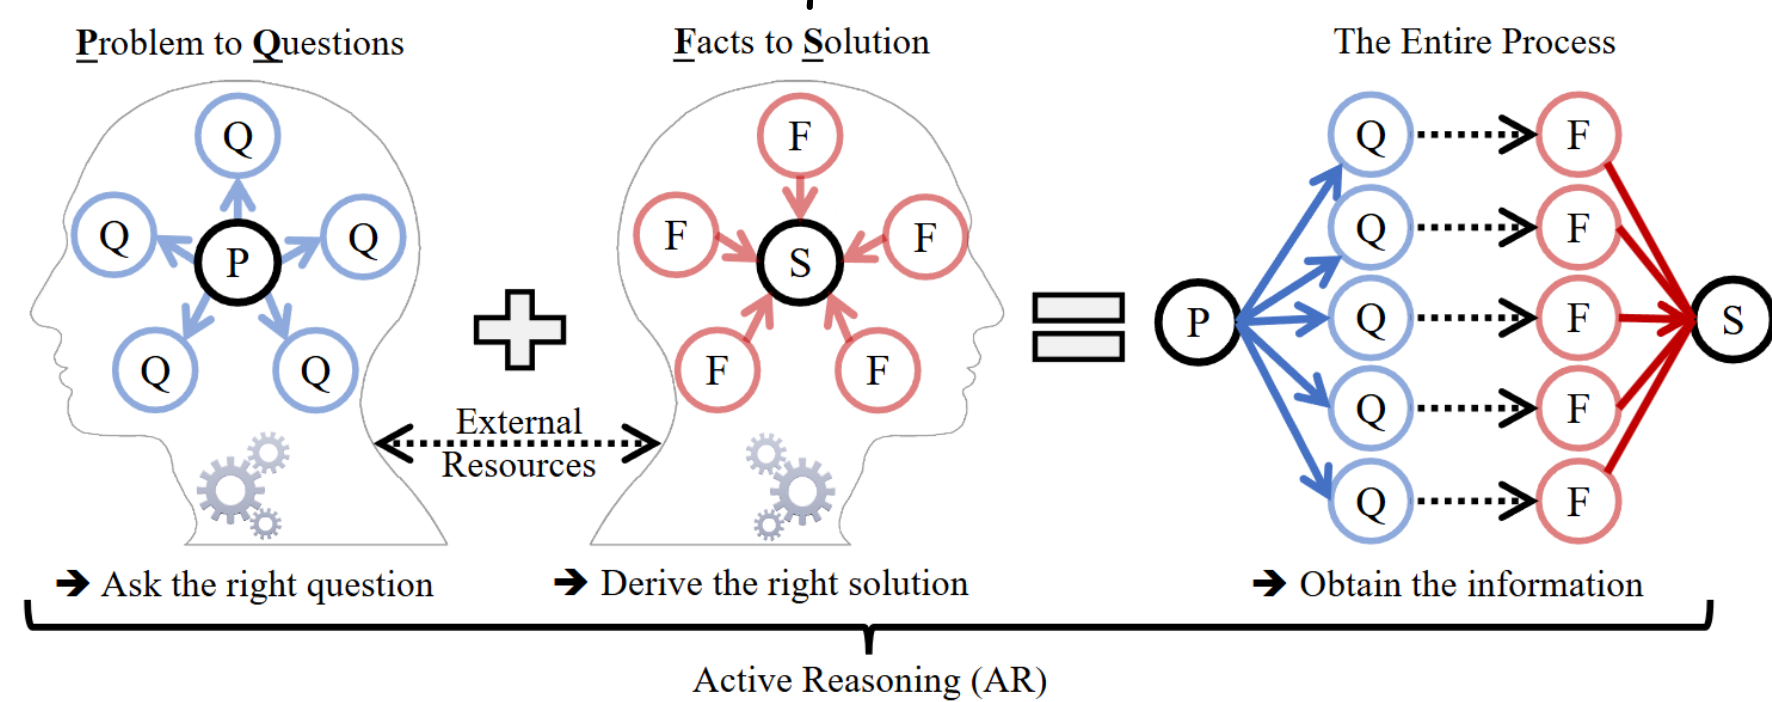 Problem to Questions
Facts to Solution
The Entire Process
Q
Q
Q
P
Q
Q
F
F
F
S
F
F
External
Resources
P
Q
F
Q
F
Q
F
Q
F
Q
F
S
➔ Ask the right question
➔ Derive the right solution
➔ Obtain the information
Active Reasoning (AR)